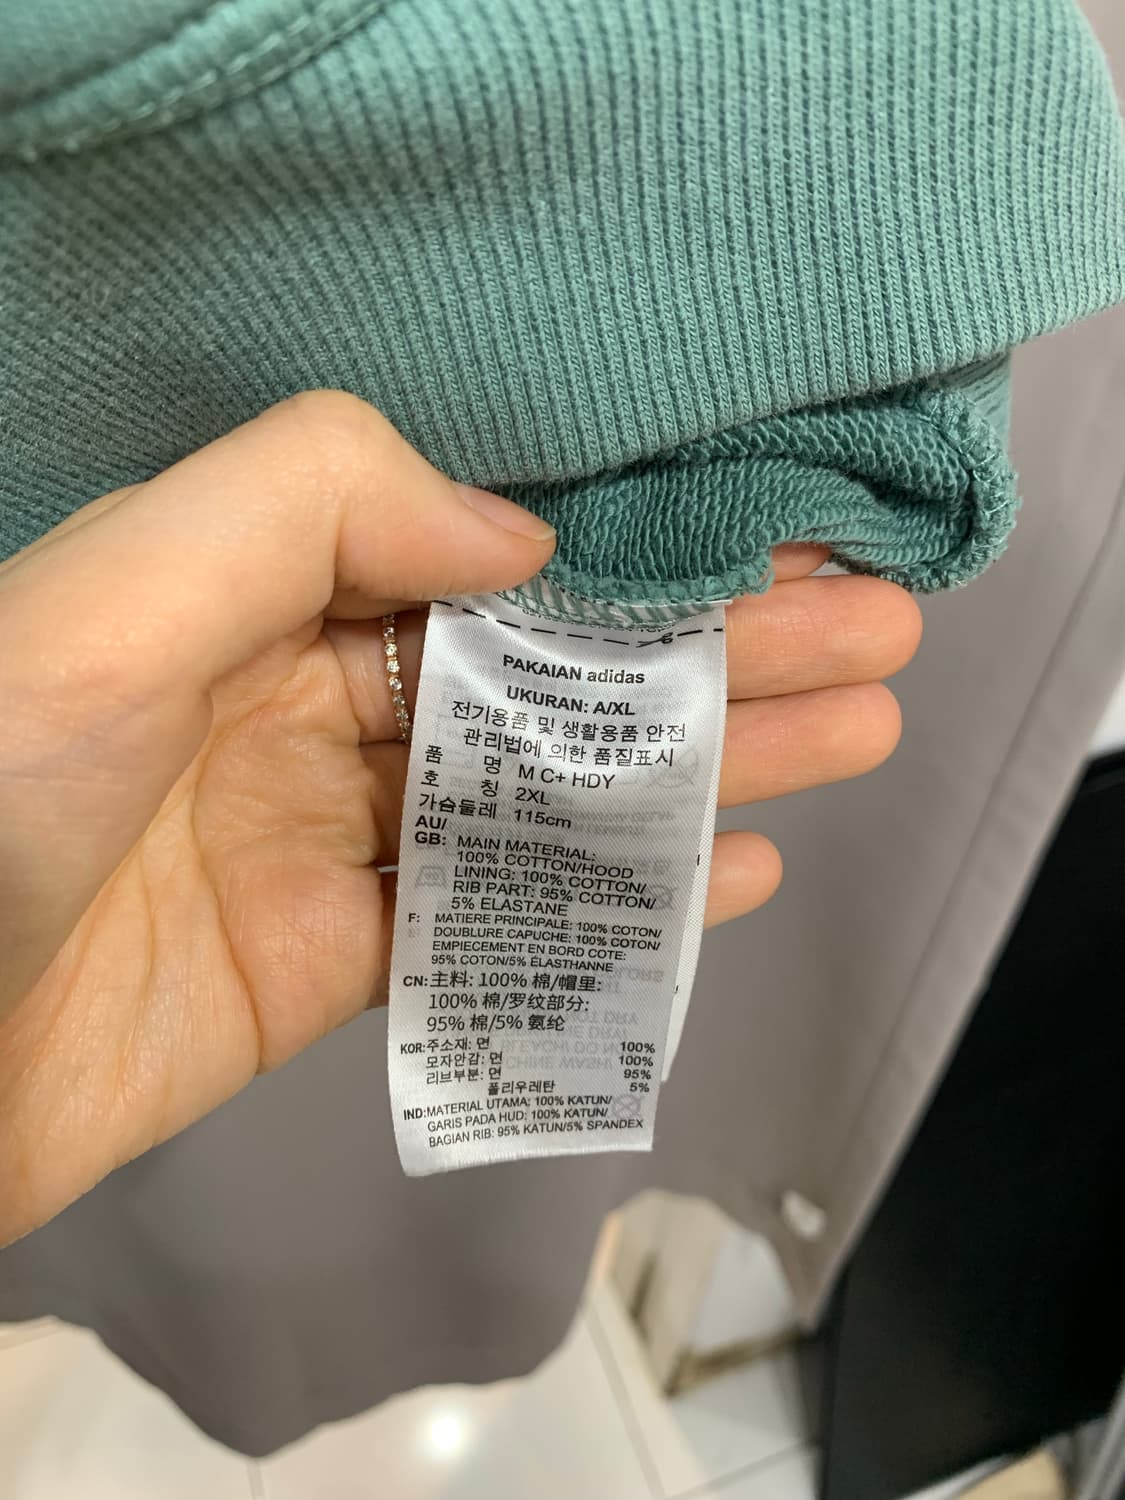 PAKAIAN adidas
UKURAN: A/XL
전기용품 및 생활용품 안전
관리법에 의한 품질표시
품 명 M C+ HDY
호 칭 2XL
가슴둘레 115cm
AU/
GB: MAIN MATERIAL:
100% COTTON/HOOD
LINING: 100% COTTON/
RIB PART: 95% COTTON/
5% ELASTANE
F: MATIERE PRINCIPALE: 100% COTON/
DOUBLURE CAPUCHE: 100% COTON/
EMPIECEMENT EN BORD COTE:
95% COTON/5% ÉLASTHANNE
CN: 主料: 100% 棉/帽里:
100% 棉/罗纹部分:
95% 棉/5% 氨纶
KOR: 주소재: 면 100%
모자안감: 면 100%
리브부분: 면 95%
폴리우레탄 5%
IND: MATERIAL UTAMA: 100% KATUN/
GARIS PADA HUD: 100% KATUN/
BAGIAN RIB: 95% KATUN/5% SPANDEX